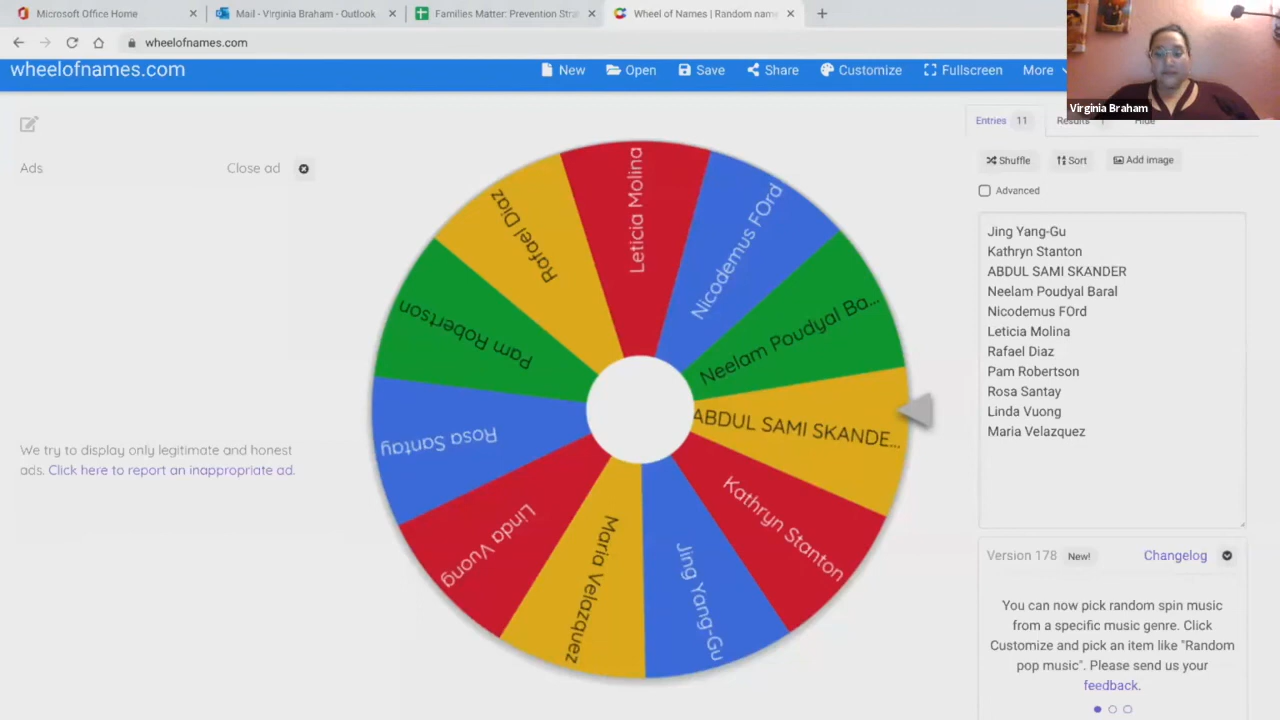 Microsoft Office Home
Mail - Virginia Braham - Outlook
Families Matter: Prevention Stra
Wheel of Names | Random name
wheelofnames.com
wheelofnames.com
New
Open
Save
Share
Customize
Fullscreen
More
Virginia Braham
Entries 11
Results 1
Hide
Ads
Close ad
Shuffle
Sort
Add image
Advanced
Jing Yang-Gu
Kathryn Stanton
ABDUL SAMI SKANDER
Neelam Poudyal Baral
Nicodemus FOrd
Leticia Molina
Rafael Diaz
Pam Robertson
Rosa Santay
Linda Vuong
Maria Velazquez
Leticia Molina
Nicodemus FOrd
Neelam Poudyal Ba...
ABDUL SAMI SKANDE...
Kathryn Stanton
Jing Yang-Gu
Maria Velazquez
Linda Vuong
Rosa Santay
Pam Robertson
Rafael Diaz
We try to display only legitimate and honest
ads. Click here to report an inappropriate ad.
Version 178 New!
Changelog
You can now pick random spin music
from a specific music genre. Click
Customize and pick an item like "Random
pop music". Please send us your
feedback.